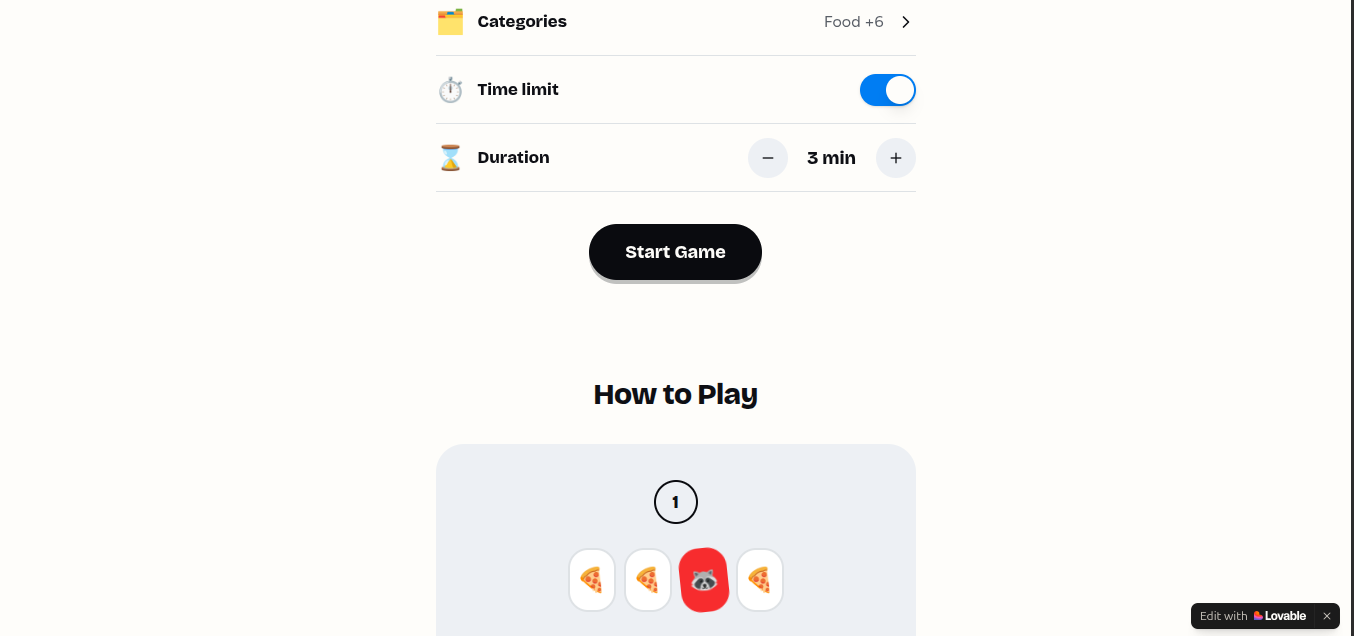 Categories
Food +6
Time limit
Duration
3 min
Start Game
How to Play
1
Edit with Lovable